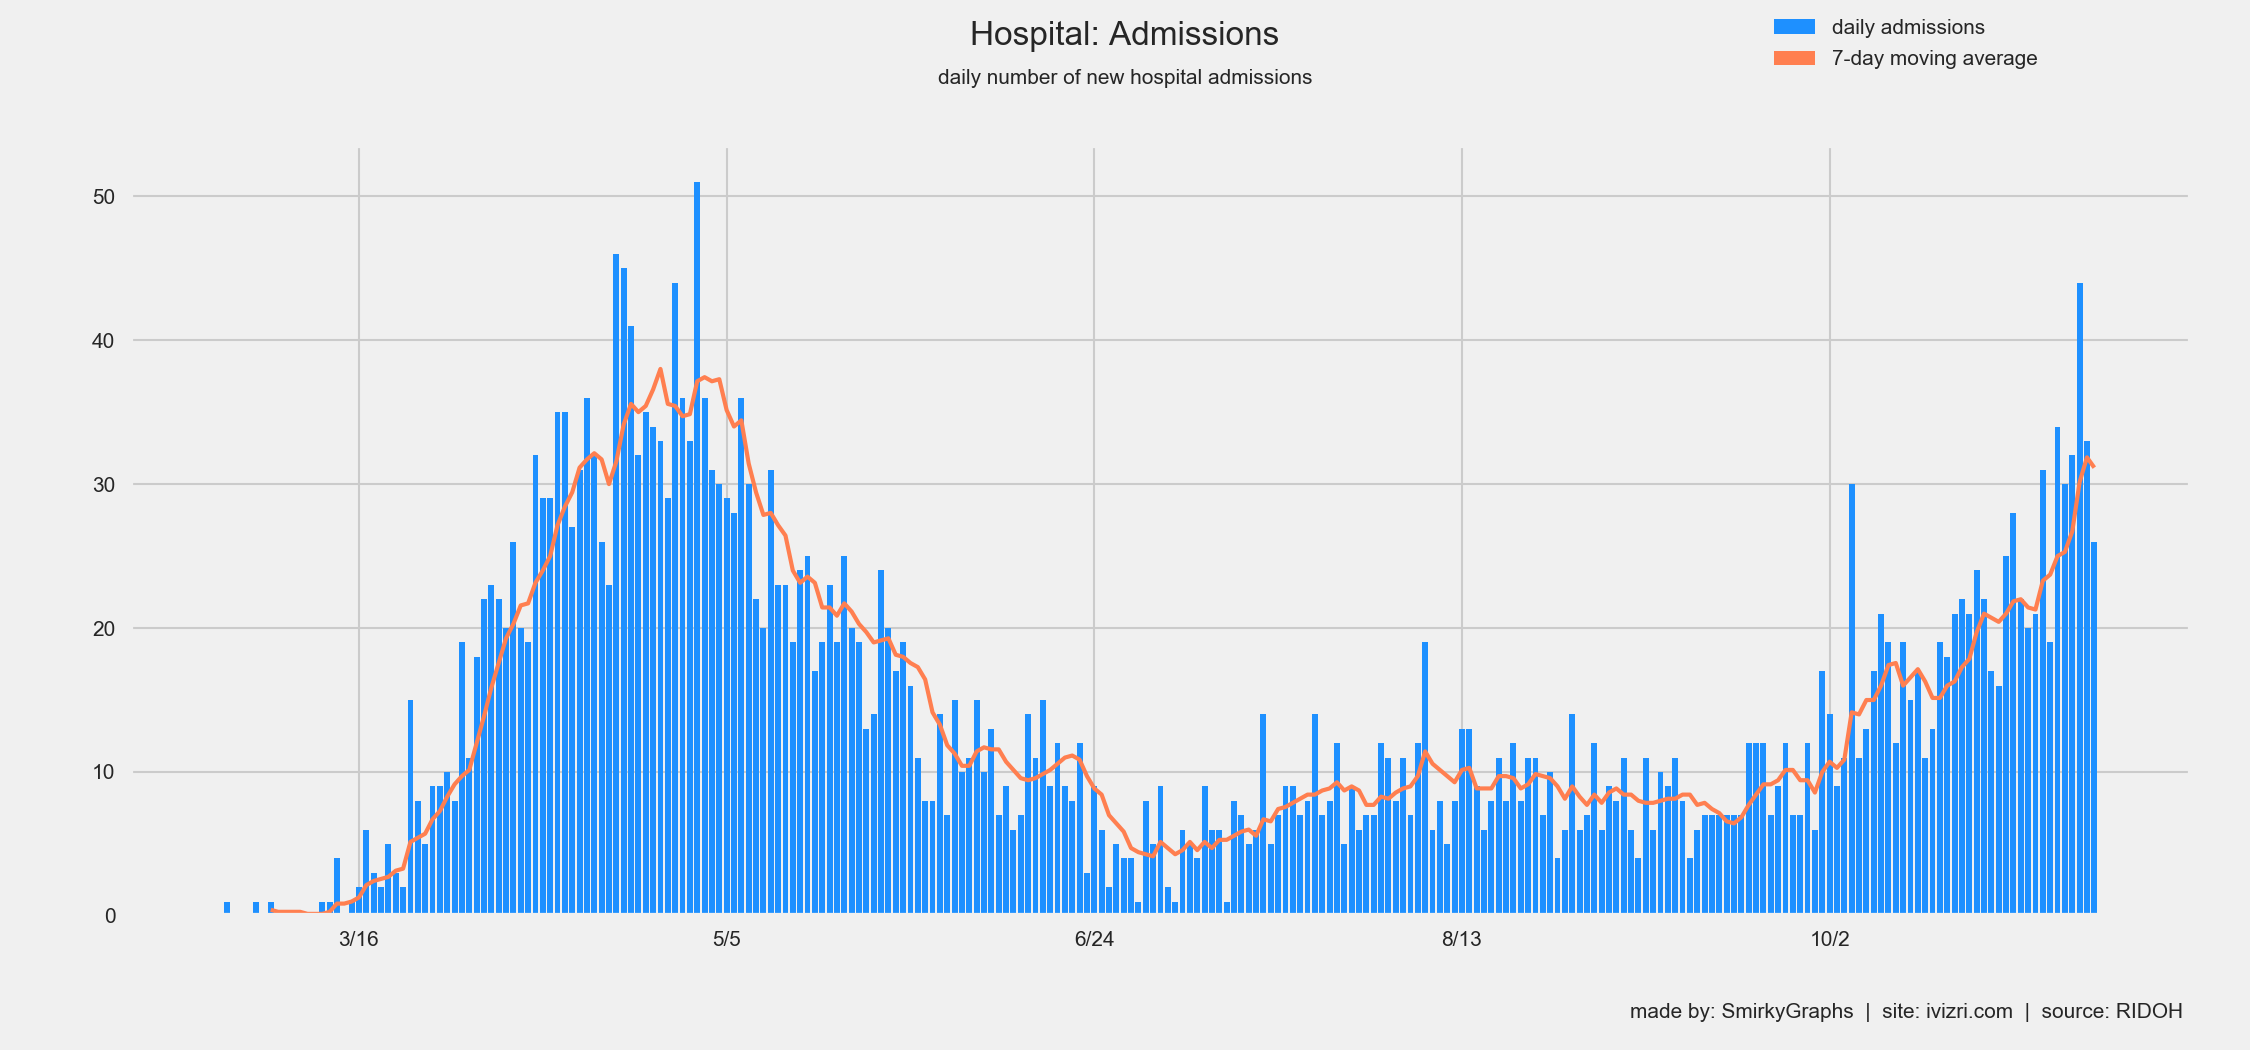 Hospital: Admissions
daily number of new hospital admissions
daily admissions
7-day moving average
50
40
30
20
10
0
3/16 5/5 6/24 8/13 10/2
made by: SmirkyGraphs | site: ivizri.com | source: RIDOH